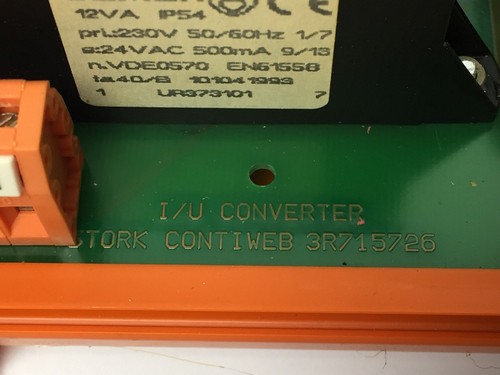 12VA IP54
pri.:230V 50/60Hz 1/7
s:24VAC 500mA 9/13
n.VDE0570 EN61558
ta40/B 101041993
1 UR373101 7
I/U CONVERTER
STORK CONTIWEB 3R715726